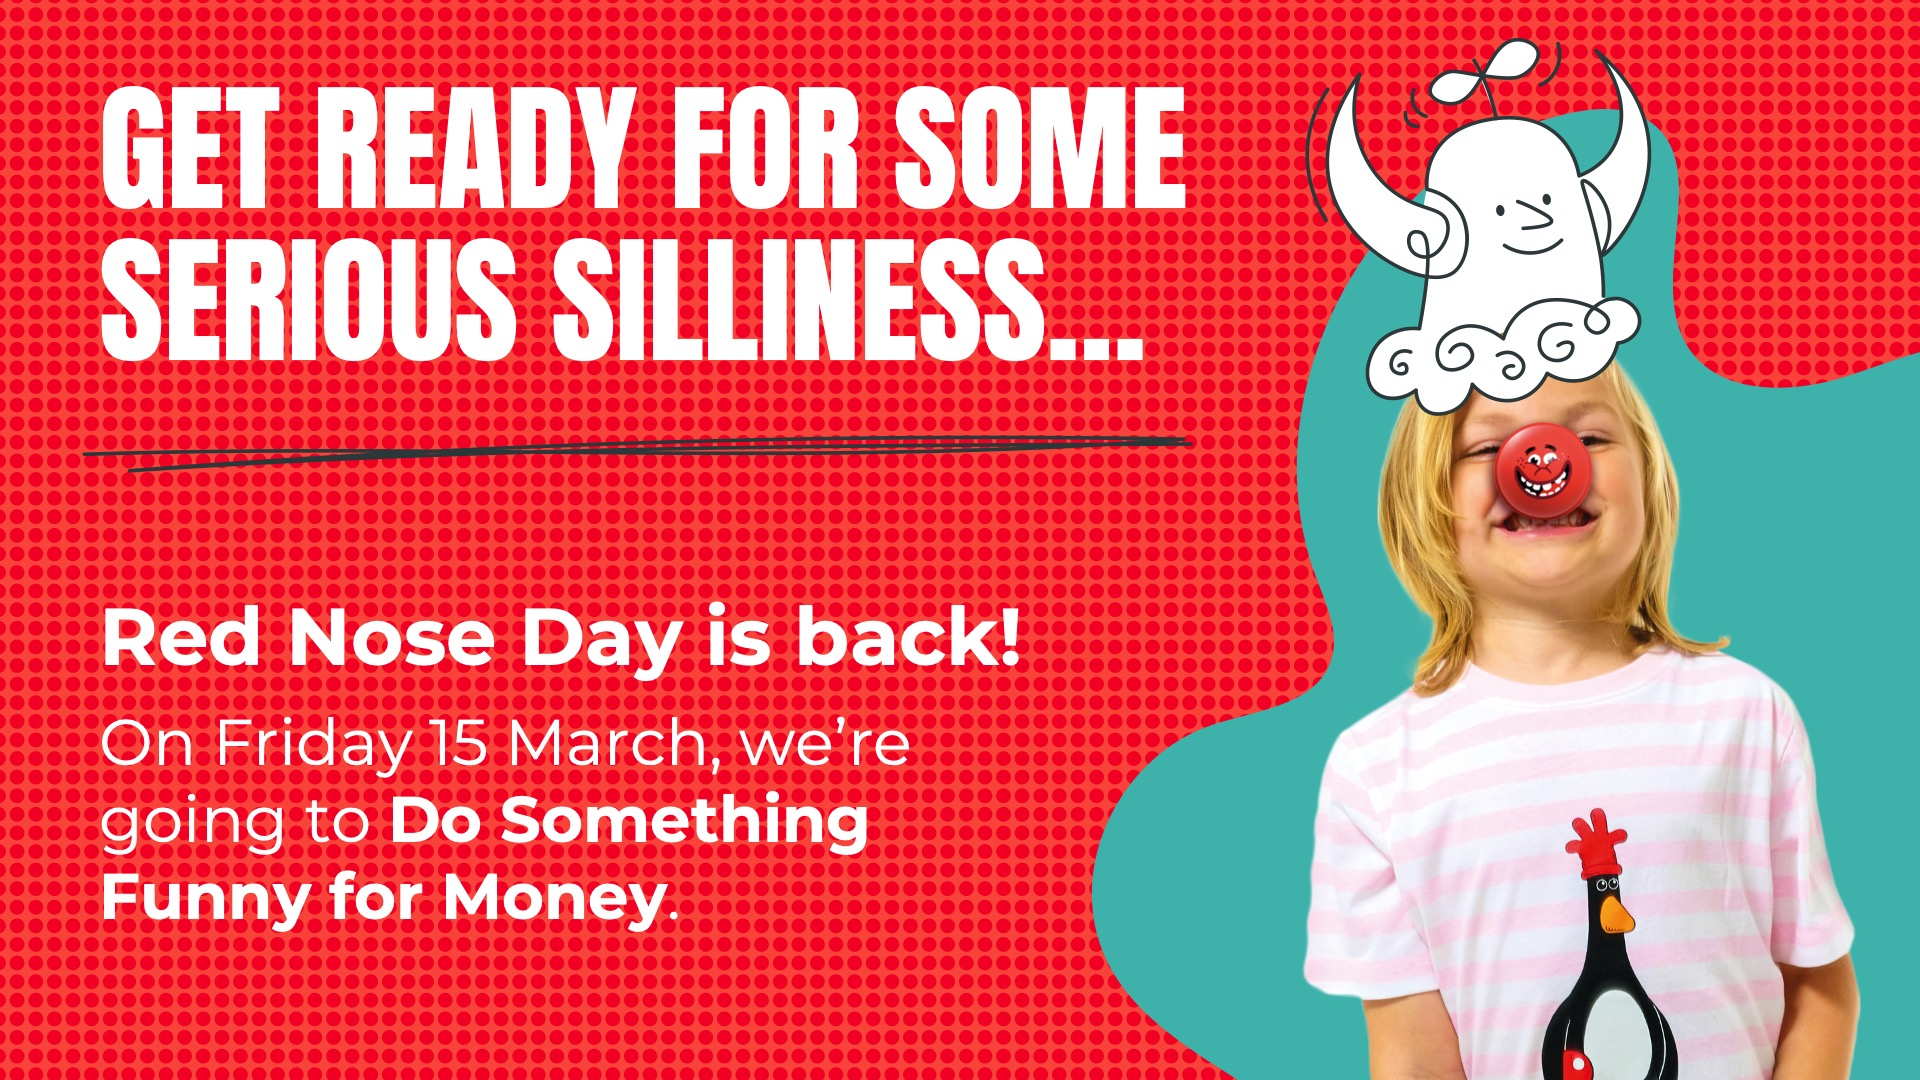 GET READY FOR SOME
SERIOUS SILLINESS...
Red Nose Day is back!
On Friday 15 March, we’re
going to Do Something
Funny for Money.